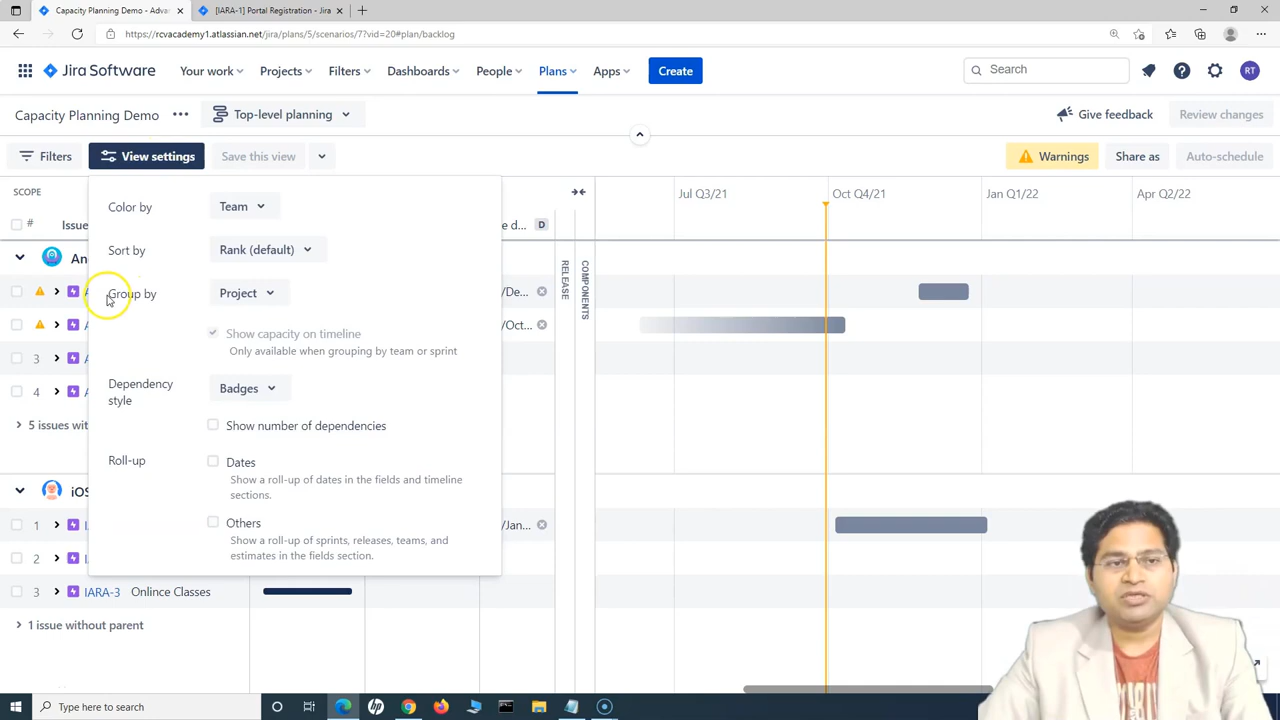 Capacity Planning Demo - Adva
[IARA-1] Portal Registration - Jira
https://rcvacademy1.atlassian.net/jira/plans/5/scenarios/7?vid=20#plan/backlog
Jira Software
Your work
Projects
Filters
Dashboards
People
Plans
Apps
Create
Search
RT
Capacity Planning Demo
Top-level planning
Give feedback
Review changes
Filters
View settings
Save this view
Warnings
Share as
Auto-schedule
SCOPE
Jul Q3/21
Oct Q4/21
Jan Q1/22
Apr Q2/22
#
Issue
e d...
D
Color by
Team
Sort by
Rank (default)
Group by
Project
Show capacity on timeline
Only available when grouping by team or sprint
Dependency
style
Badges
Show number of dependencies
Roll-up
Dates
Show a roll-up of dates in the fields and timeline
sections.
Others
Show a roll-up of sprints, releases, teams, and
estimates in the fields section.
RELEASE
COMPONENTS
An
/De...
/Oct...
3
4
5 issues wit
iOS
1
/Jan...
2
3
IARA-3
Onlince Classes
1 issue without parent
Type here to search